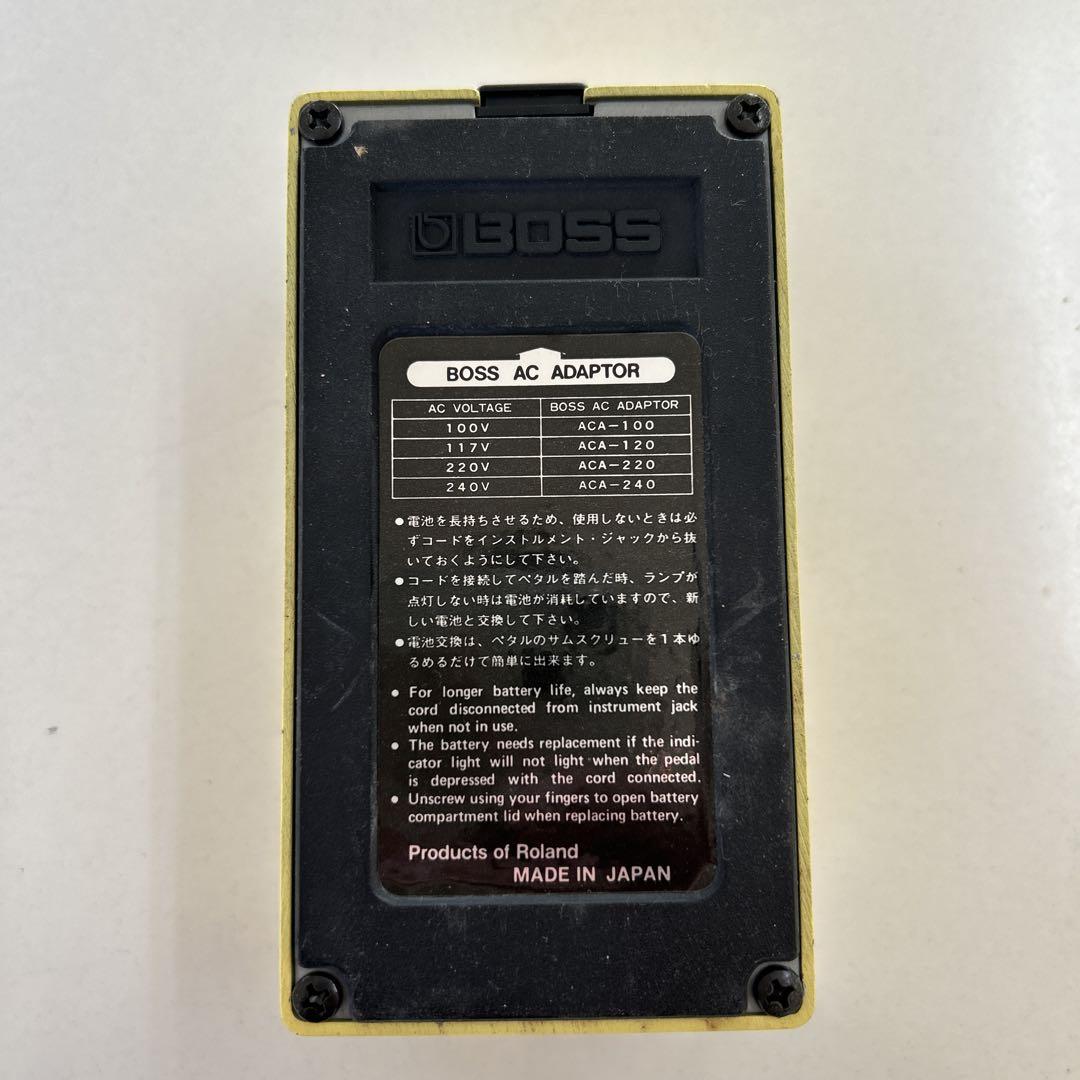 BOSS
BOSS AC ADAPTOR
AC VOLTAGE BOSS AC ADAPTOR
100V ACA-100
117V ACA-120
220V ACA-220
240V ACA-240
●電池を長持ちさせるため、使用しないときは必
ずコードをインストルメント・ジャックから抜
いておくようにして下さい。
●コードを接続してペタルを踏んだ時、ランプが
点灯しない時は電池が消耗していますので、新
しい電池と交換して下さい。
●電池交換は、ペタルのサムスクリューを1本ゆ
るめるだけで簡単に出来ます。
● For longer battery life, always keep the
cord disconnected from instrument jack
when not in use.
● The battery needs replacement if the indi-
cator light will not light when the pedal
is depressed with the cord connected.
● Unscrew using your fingers to open battery
compartment lid when replacing battery.
Products of Roland
MADE IN JAPAN